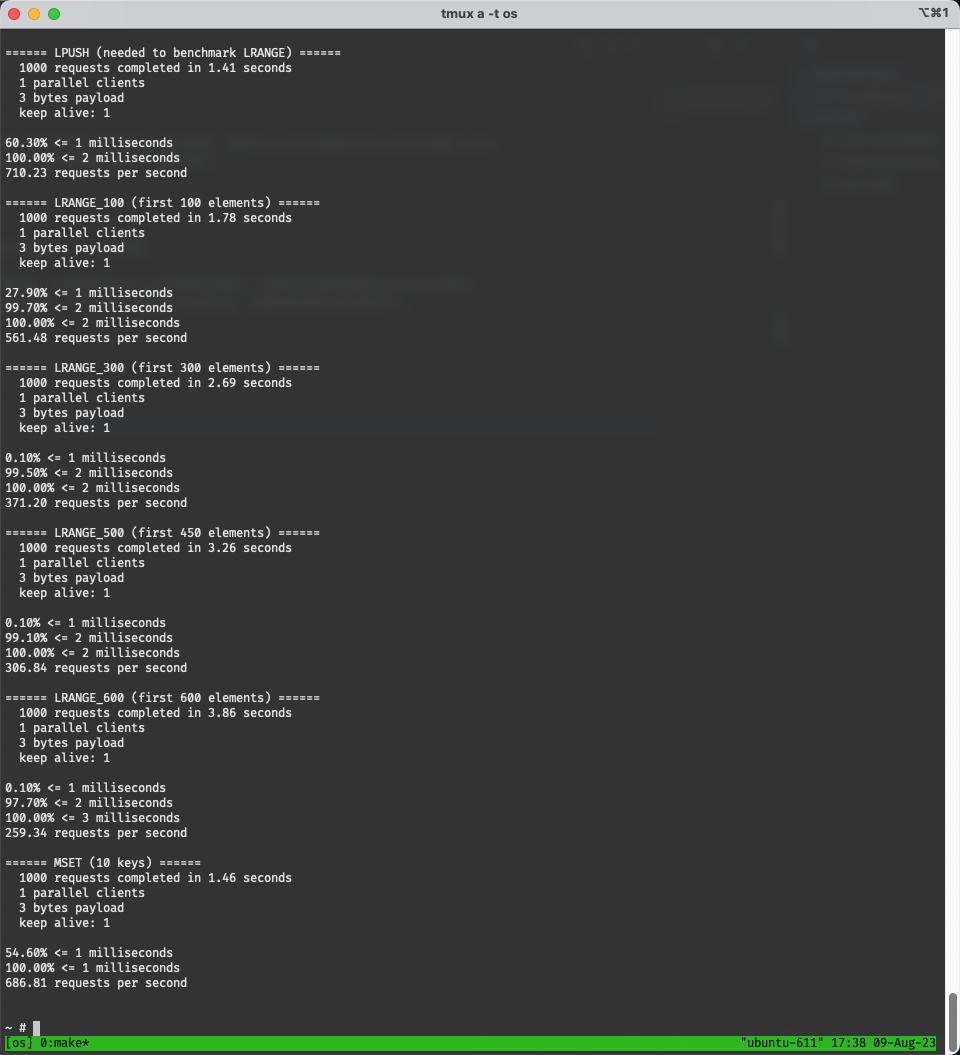 tmux a -t os
⌥⌘1
====== LPUSH (needed to benchmark LRANGE) ======
1000 requests completed in 1.41 seconds
1 parallel clients
3 bytes payload
keep alive: 1
60.30% <= 1 milliseconds
100.00% <= 2 milliseconds
710.23 requests per second
====== LRANGE_100 (first 100 elements) ======
1000 requests completed in 1.78 seconds
1 parallel clients
3 bytes payload
keep alive: 1
27.90% <= 1 milliseconds
99.70% <= 2 milliseconds
100.00% <= 2 milliseconds
561.48 requests per second
====== LRANGE_300 (first 300 elements) ======
1000 requests completed in 2.69 seconds
1 parallel clients
3 bytes payload
keep alive: 1
0.10% <= 1 milliseconds
99.50% <= 2 milliseconds
100.00% <= 2 milliseconds
371.20 requests per second
====== LRANGE_500 (first 450 elements) ======
1000 requests completed in 3.26 seconds
1 parallel clients
3 bytes payload
keep alive: 1
0.10% <= 1 milliseconds
99.10% <= 2 milliseconds
100.00% <= 2 milliseconds
306.84 requests per second
====== LRANGE_600 (first 600 elements) ======
1000 requests completed in 3.86 seconds
1 parallel clients
3 bytes payload
keep alive: 1
0.10% <= 1 milliseconds
97.70% <= 2 milliseconds
100.00% <= 3 milliseconds
259.34 requests per second
====== MSET (10 keys) ======
1000 requests completed in 1.46 seconds
1 parallel clients
3 bytes payload
keep alive: 1
54.60% <= 1 milliseconds
100.00% <= 1 milliseconds
686.81 requests per second
~ #
[os] 0:make* "ubuntu-611" 17:38 09-Aug-23